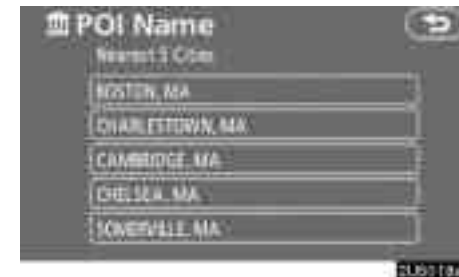 POI Name
Nearest 5 Cities
BOSTON, MA
CHARLESTOWN, MA
CAMBRIDGE, MA
CHELSEA, MA
SOMERVILLE, MA